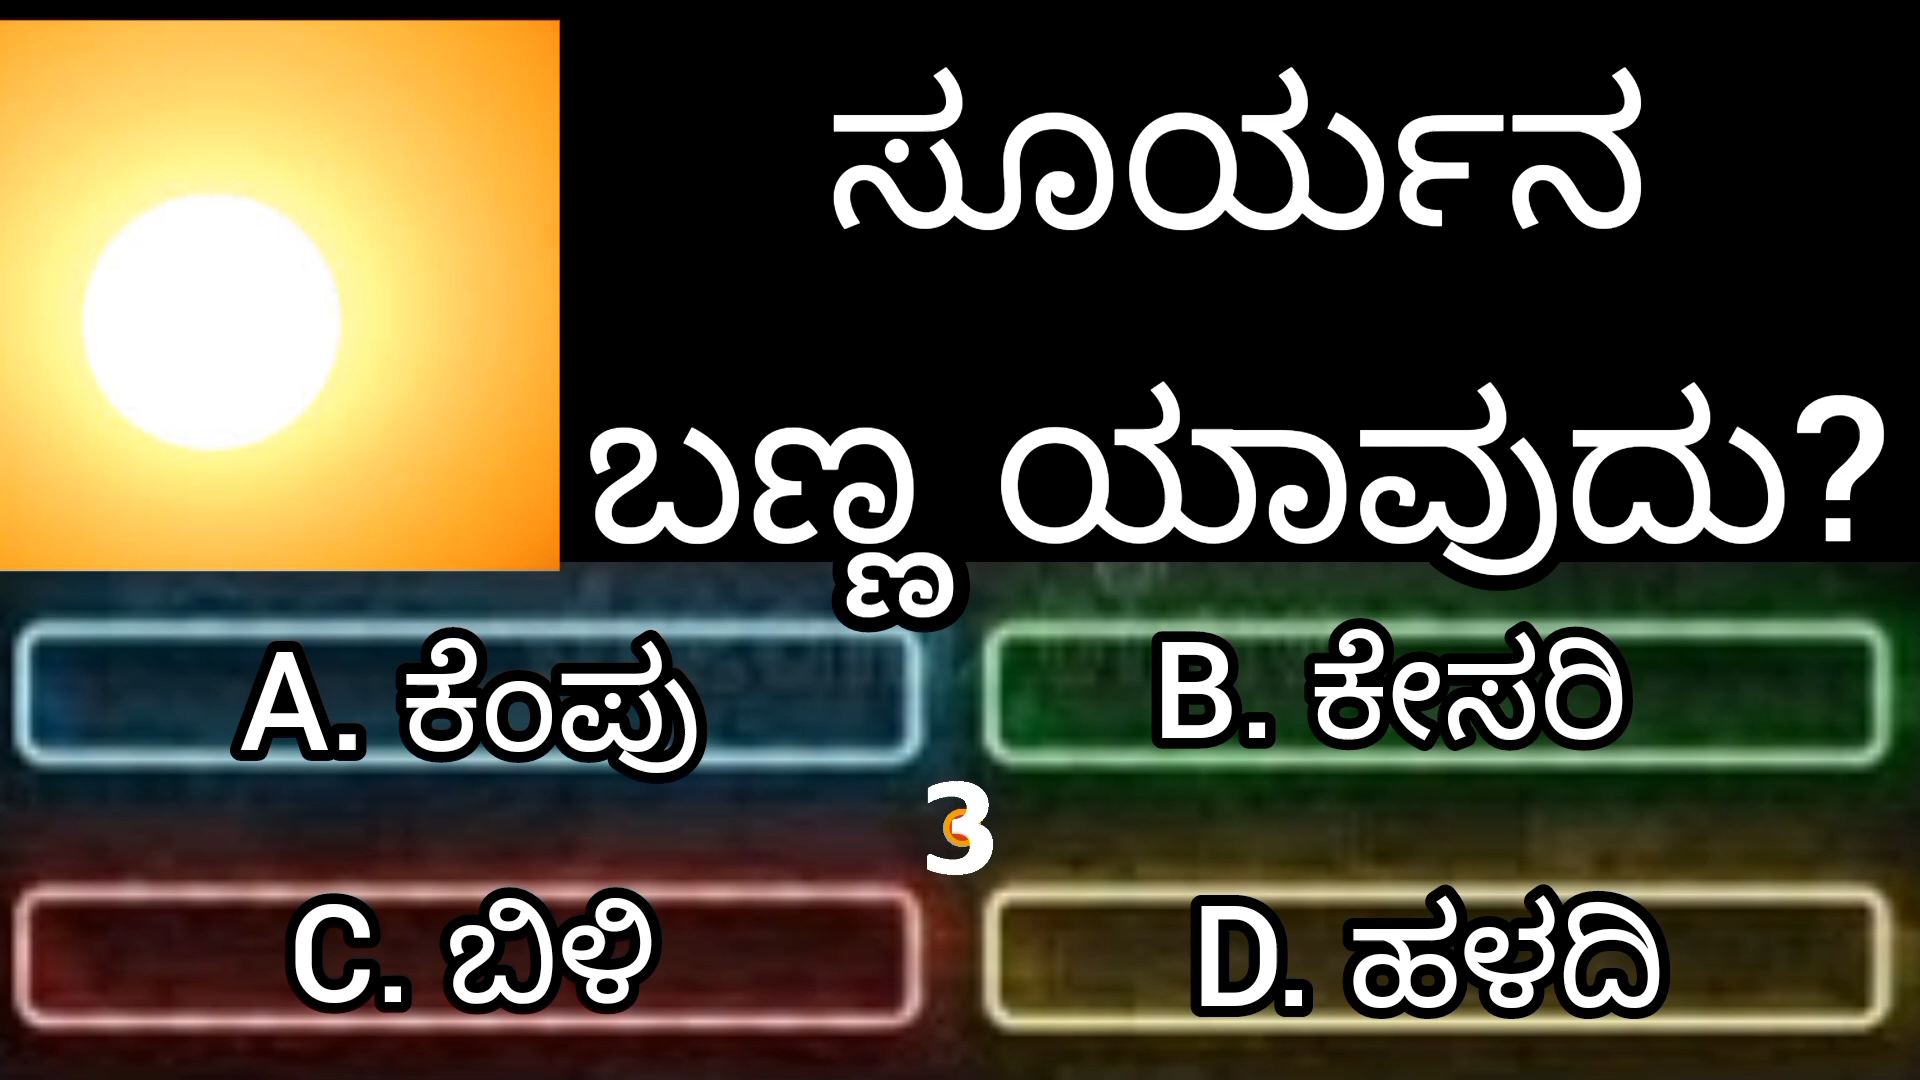 ಸೂರ್ಯನ
ಬಣ್ಣ ಯಾವುದು?
A. ಕೆಂಪು
B. ಕೇಸರಿ
3
C. ಬಿಳಿ
D. ಹಳದಿ